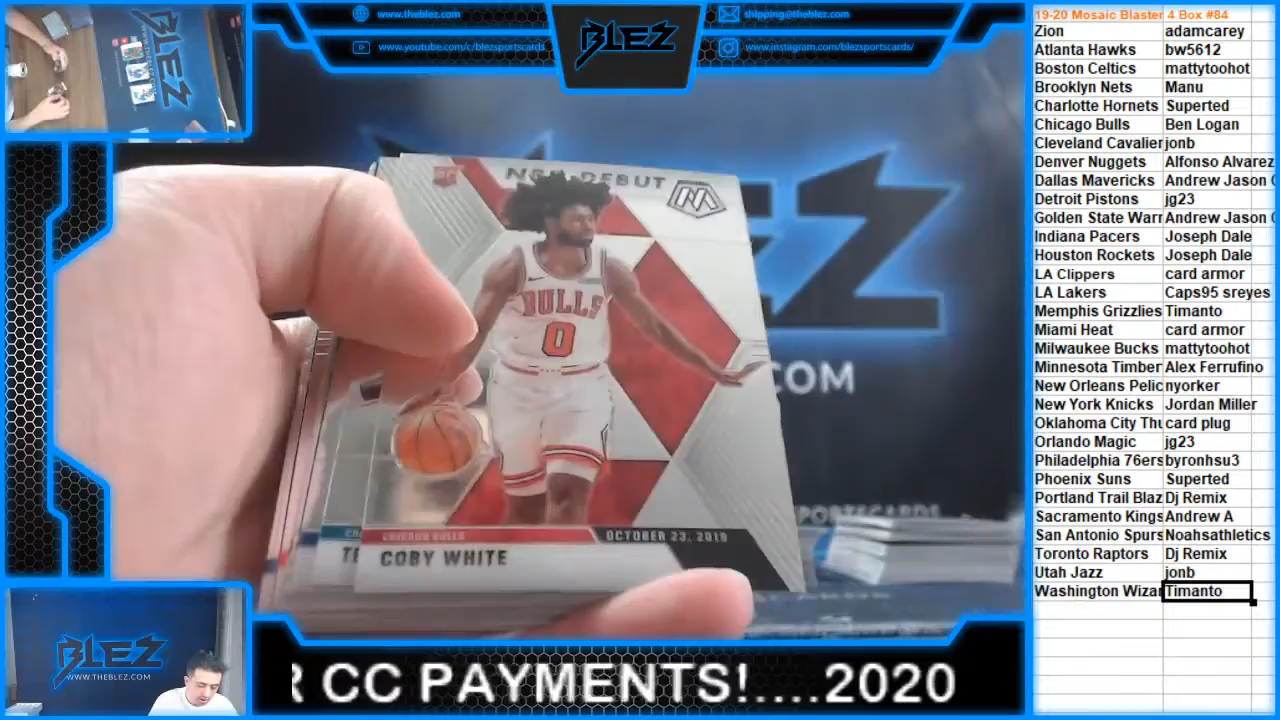 www.theblez.com
www.youtube.com/c/blezsportscards
BLEZ
shipping@theblez.com
www.instagram.com/blezsportscards/
BLEZ
NBA DEBUT
RC
M
BULLS
0
CHICAGO BULLS
OCTOBER 23, 2019
COBY WHITE
.COM
SPORTSCARDS
BLEZ
WWW.THEBLEZ.COM
R CC PAYMENTS!....2020
19-20 Mosaic Blaster 4 Box #84
Zion adamcarey
Atlanta Hawks bw5612
Boston Celtics mattytoohot
Brooklyn Nets Manu
Charlotte Hornets Superted
Chicago Bulls Ben Logan
Cleveland Cavalier jonb
Denver Nuggets Alfonso Alvarez
Dallas Mavericks Andrew Jason C
Detroit Pistons jg23
Golden State Warr Andrew Jason C
Indiana Pacers Joseph Dale
Houston Rockets Joseph Dale
LA Clippers card armor
LA Lakers Caps95 sreyes
Memphis Grizzlies Timanto
Miami Heat card armor
Milwaukee Bucks mattytoohot
Minnesota Timber Alex Ferrufino
New Orleans Pelic nyorker
New York Knicks Jordan Miller
Oklahoma City Thu card plug
Orlando Magic jg23
Philadelphia 76ers byronhsu3
Phoenix Suns Superted
Portland Trail Blaz Dj Remix
Sacramento Kings Andrew A
San Antonio Spurs Noahsathletics
Toronto Raptors Dj Remix
Utah Jazz jonb
Washington Wizar Timanto